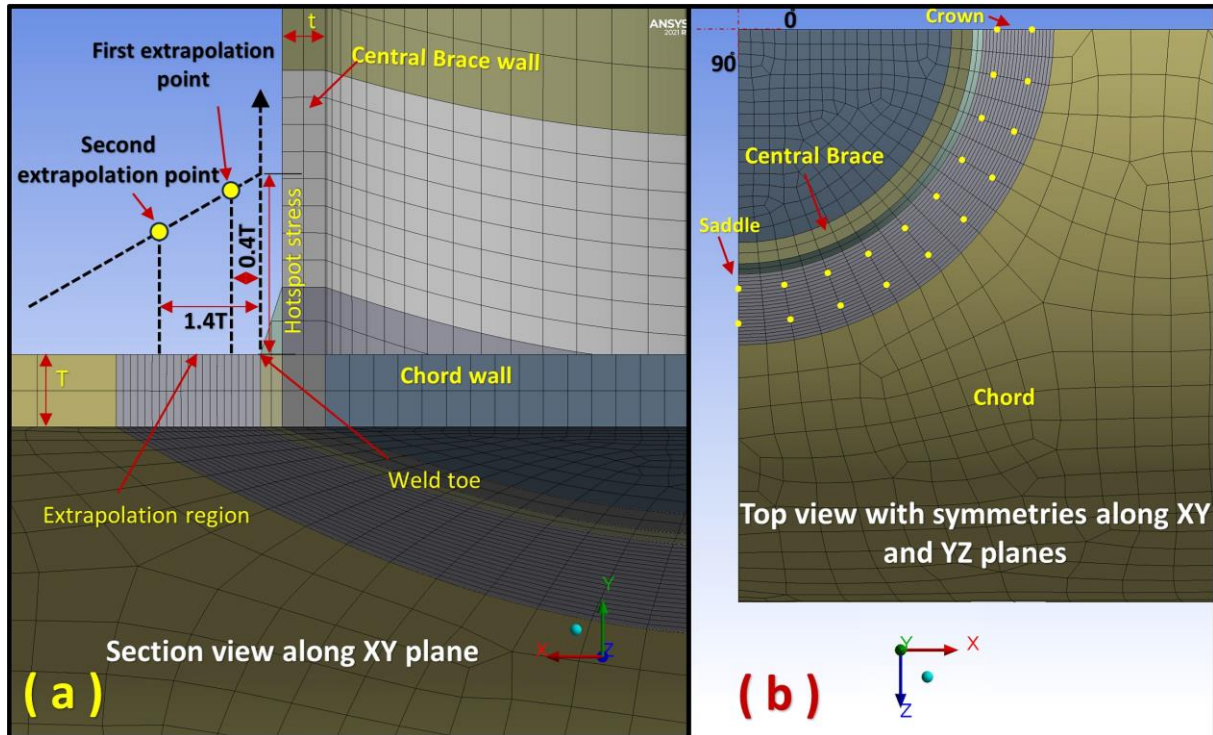 t
ANSYS
2021 R
First extrapolation
point
Central Brace wall
Second
extrapolation point
0.4T
Hotspot stress
1.4T
T
Chord wall
Weld toe
Extrapolation region
Y
X
Z
Section view along XY plane
( a )
0
Crown
90
Central Brace
Saddle
Chord
Top view with symmetries along XY
and YZ planes
Y
X
Z
( b )